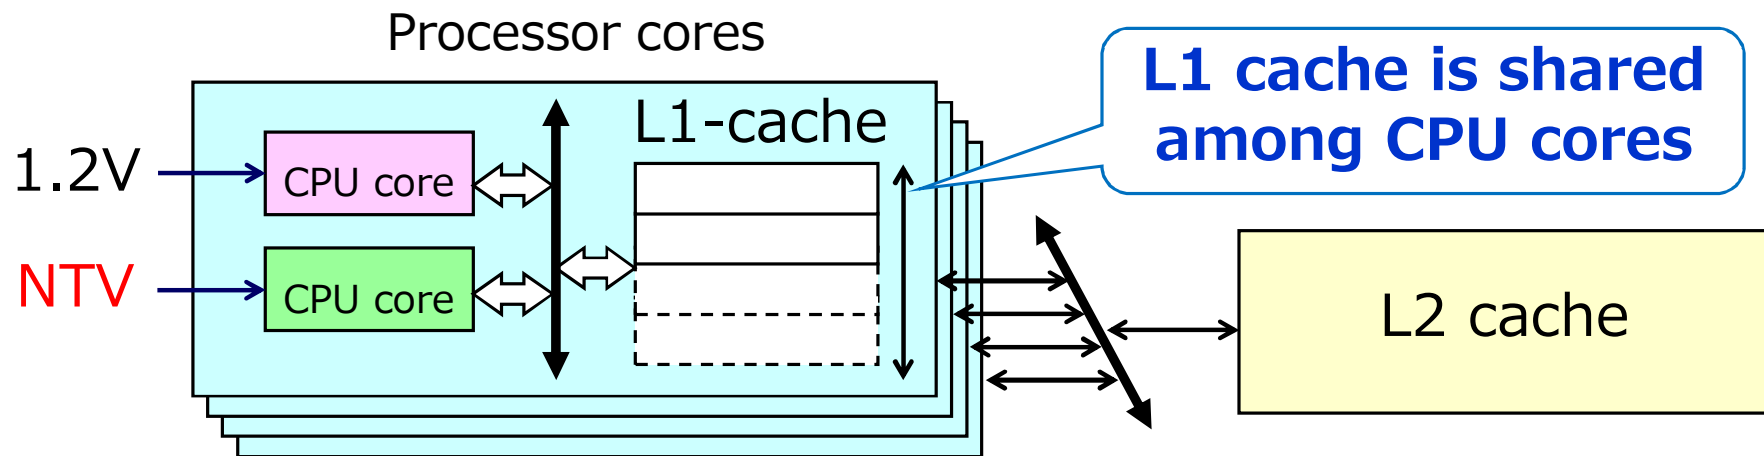 Processor cores
L1 cache is shared
among CPU cores
L1-cache
1.2V
CPU core
NTV
CPU core
L2 cache